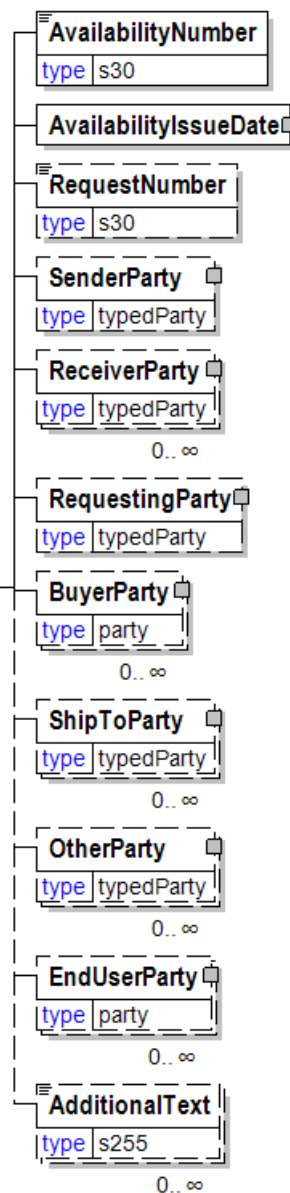 AvailabilityNumber
type s30
AvailabilityIssueDate
RequestNumber
type s30
SenderParty
type typedParty
ReceiverParty
type typedParty
0.. ∞
RequestingParty
type typedParty
BuyerParty
type party
0.. ∞
ShipToParty
type typedParty
0.. ∞
OtherParty
type typedParty
0.. ∞
EndUserParty
type party
0.. ∞
AdditionalText
type s255
0.. ∞